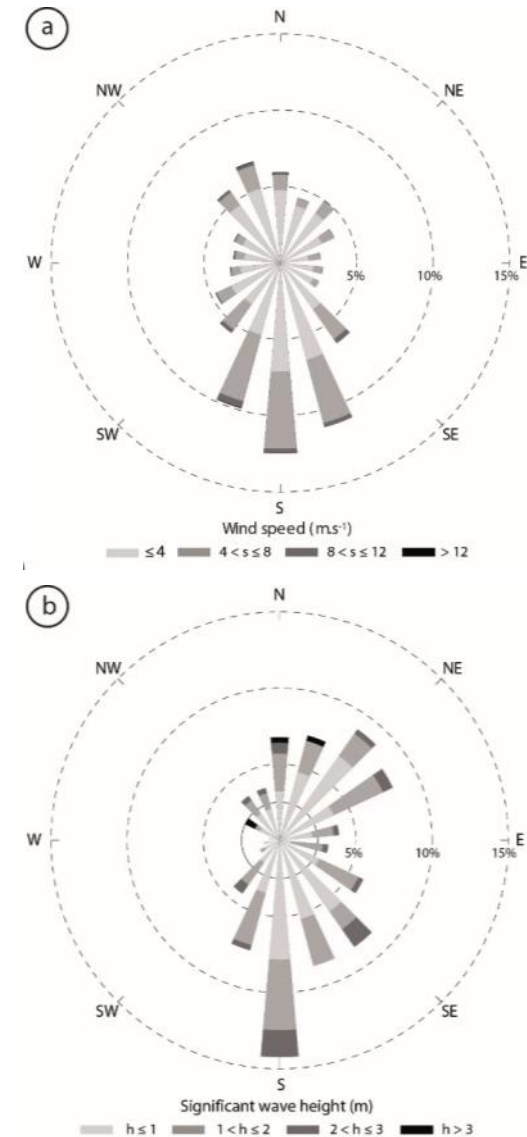 a
N
NW
NE
W
5%
10%
15%
E
SW
SE
S
Wind speed (m.s⁻¹)
≤ 4
4 < s ≤ 8
8 < s ≤ 12
> 12
b
N
NW
NE
W
5%
10%
15%
E
SW
SE
S
Significant wave height (m)
h ≤ 1
1 < h ≤ 2
2 < h ≤ 3
h > 3